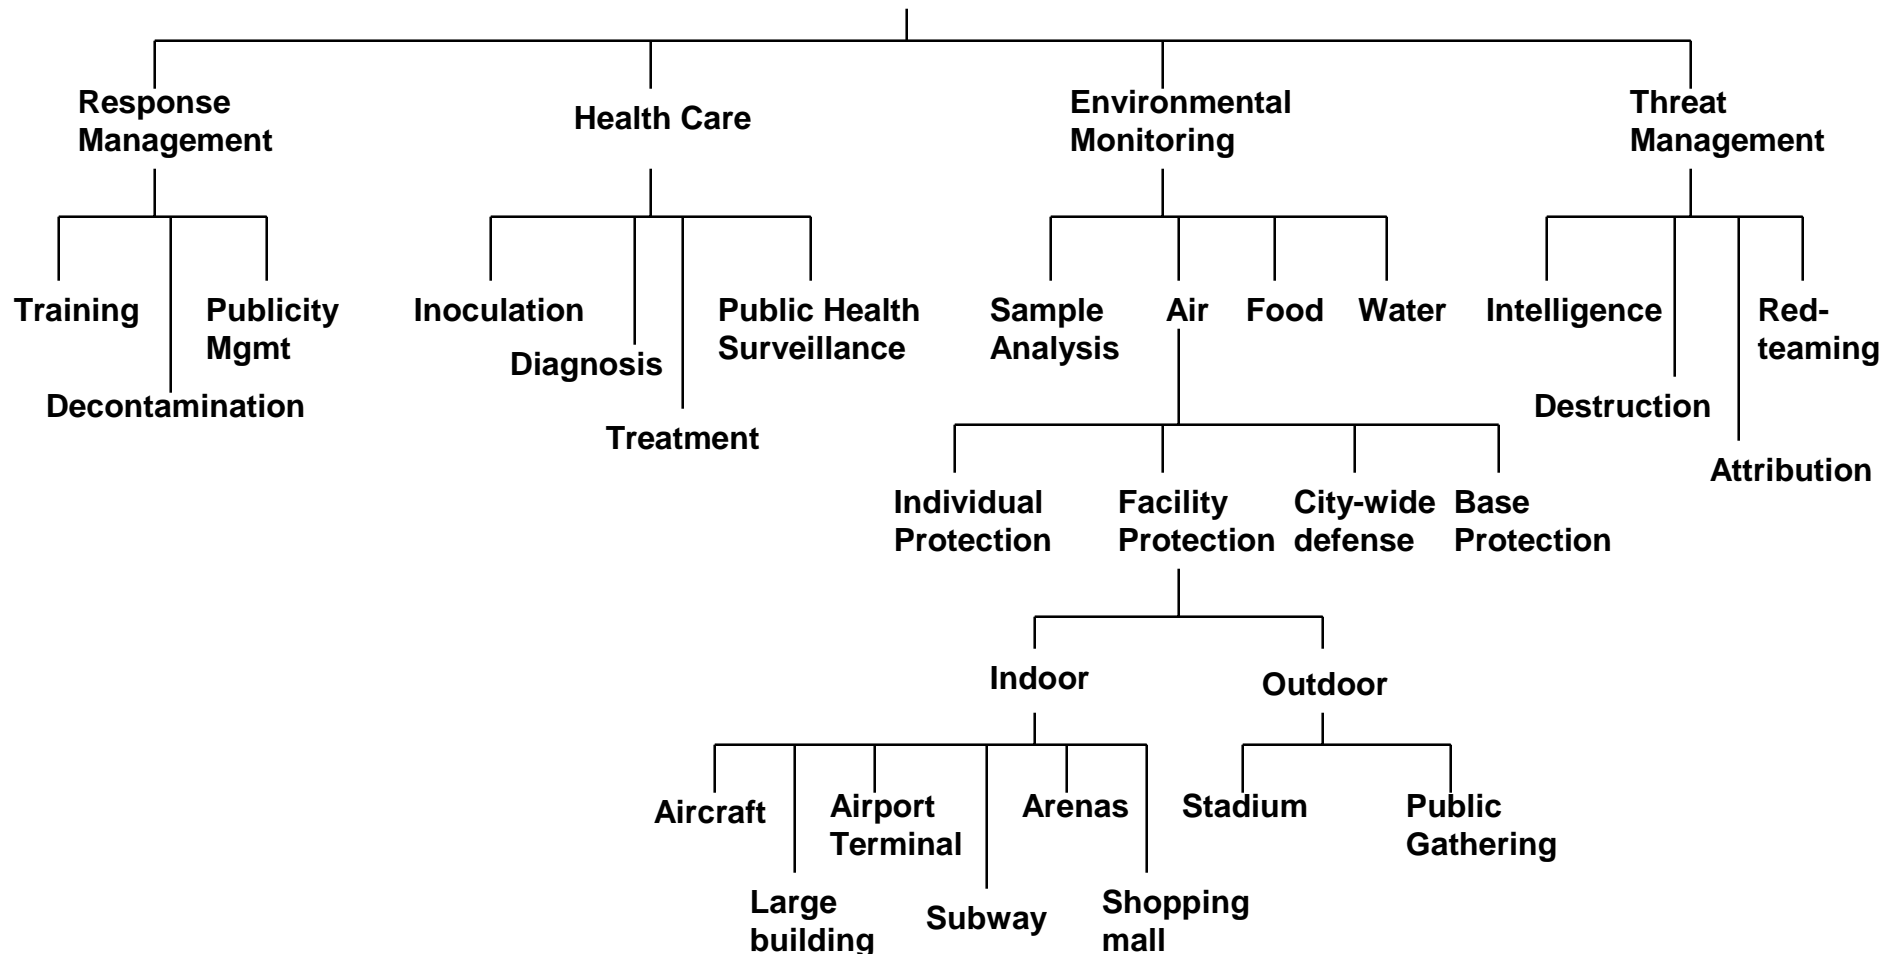 Response
Management
Health Care
Environmental
Monitoring
Threat
Management
Training
Decontamination
Publicity
Mgmt
Inoculation
Diagnosis
Treatment
Public Health
Surveillance
Sample
Analysis
Air
Food
Water
Intelligence
Destruction
Attribution
Red-
teaming
Individual
Protection
Facility
Protection
City-wide
defense
Base
Protection
Indoor
Outdoor
Aircraft
Large
building
Airport
Terminal
Subway
Arenas
Shopping
mall
Stadium
Public
Gathering